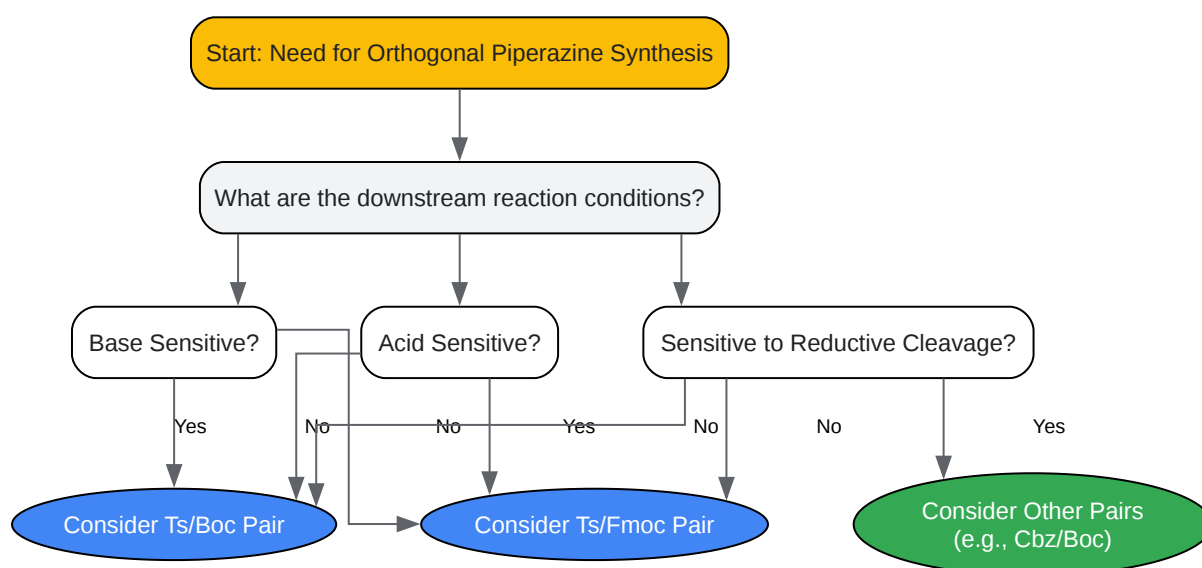 Start: Need for Orthogonal Piperazine Synthesis
What are the downstream reaction conditions?
Base Sensitive?
Acid Sensitive?
Sensitive to Reductive Cleavage?
Yes
No
No
Yes
No
No
Yes
Consider Ts/Boc Pair
Consider Ts/Fmoc Pair
Consider Other Pairs
(e.g., Cbz/Boc)